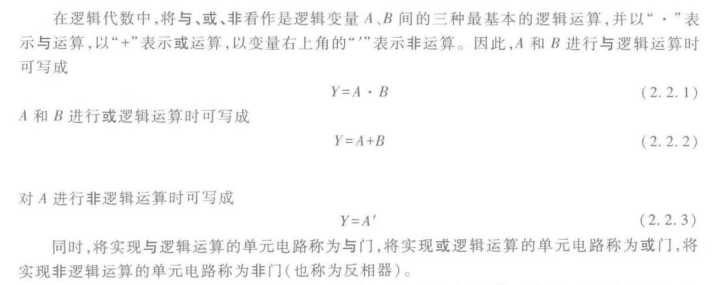 在逻辑代数中,将与、或、非看作是逻辑变量 A、B 间的三种最基本的逻辑运算,并以“·”表
示与运算,以“+”表示或运算,以变量右上角的“′”表示非运算。因此,A 和 B 进行与逻辑运算时
可写成
Y=A·B (2.2.1)
A 和 B 进行或逻辑运算时可写成
Y=A+B (2.2.2)
对 A 进行非逻辑运算时可写成
Y=A′ (2.2.3)
同时,将实现与逻辑运算的单元电路称为与门,将实现或逻辑运算的单元电路称为或门,将
实现非逻辑运算的单元电路称为非门(也称为反相器)。